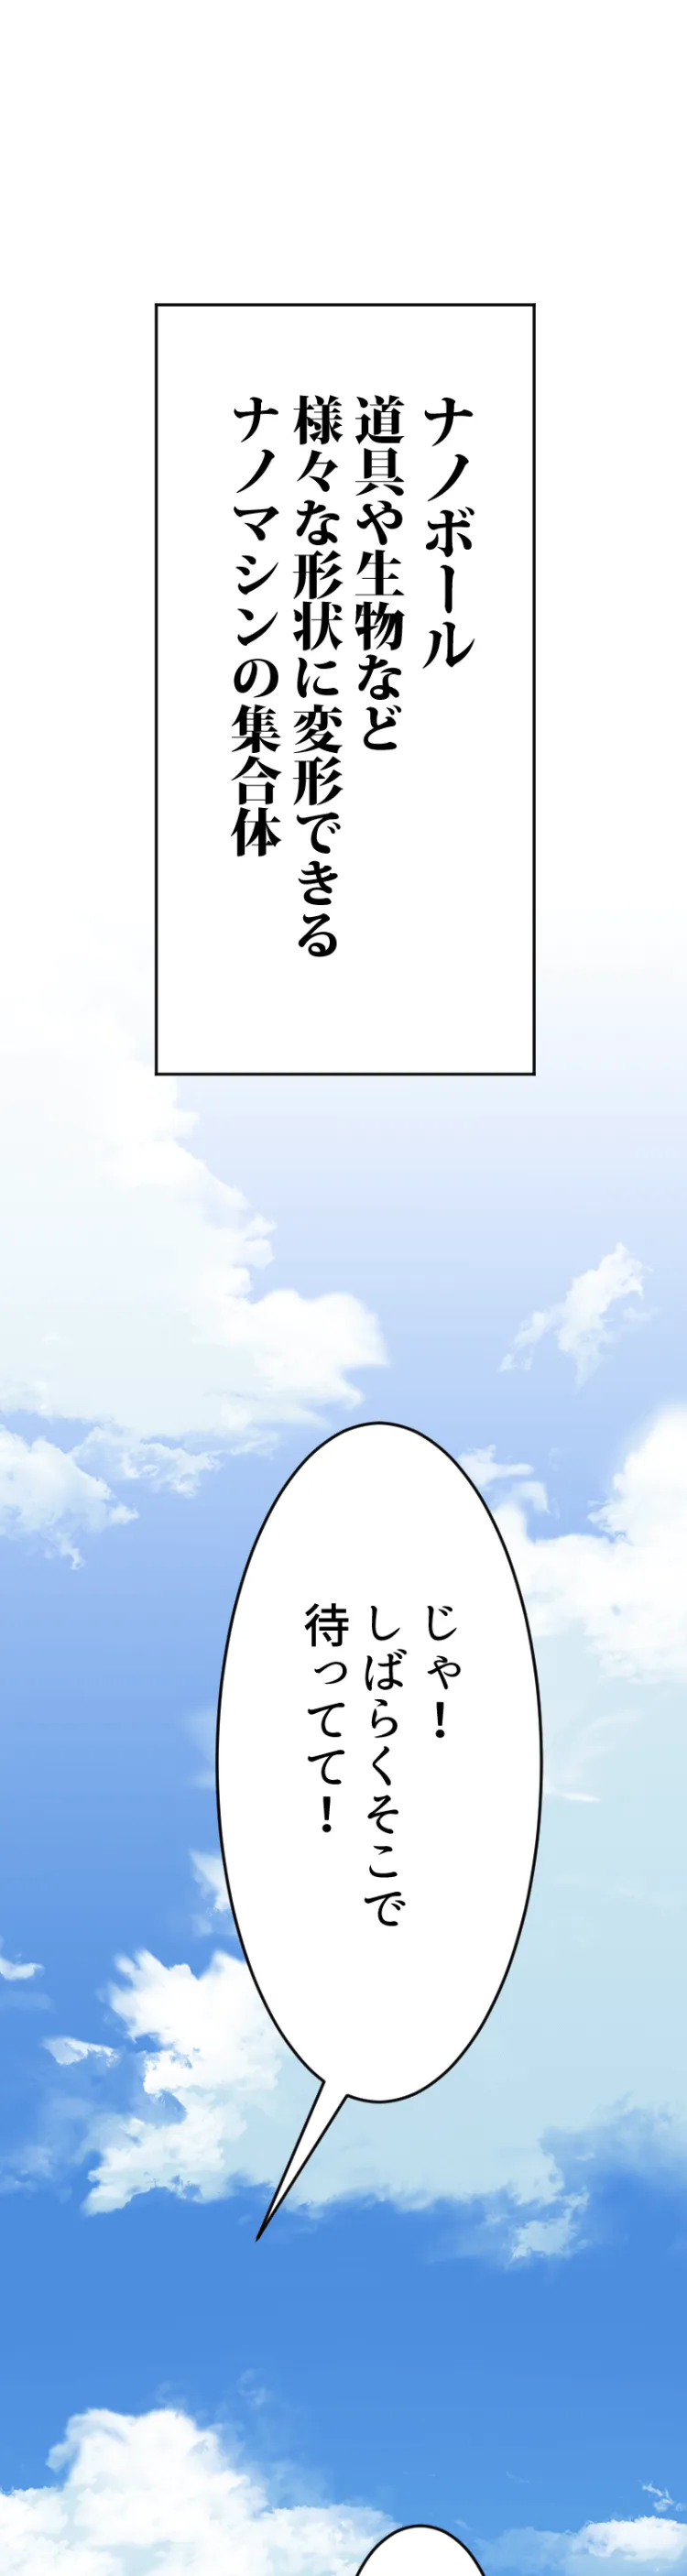 ナノボール
道具や生物など
様々な形状に変形できる
ナノマシンの集合体
じゃ！
しばらくそこで
待ってて！